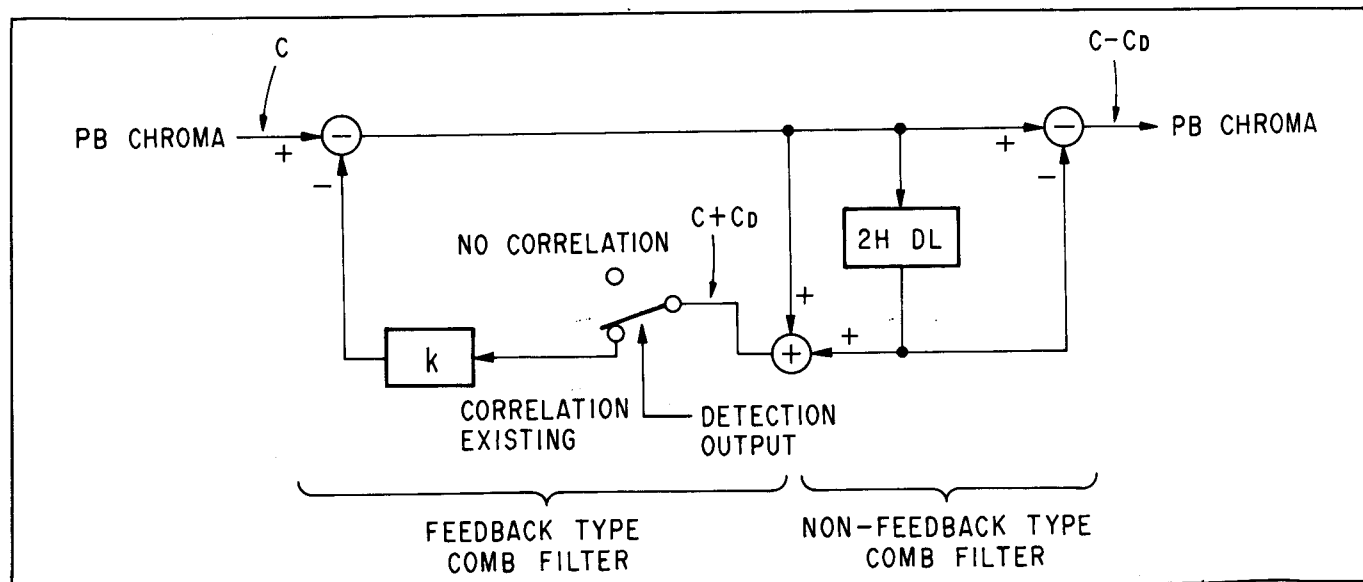 C
C-CD
PB CHROMA
+
−
−
+
−
−
PB CHROMA
C+CD
2H DL
NO CORRELATION
+
k
+
+
CORRELATION
EXISTING
DETECTION
OUTPUT
FEEDBACK TYPE
COMB FILTER
NON-FEEDBACK TYPE
COMB FILTER